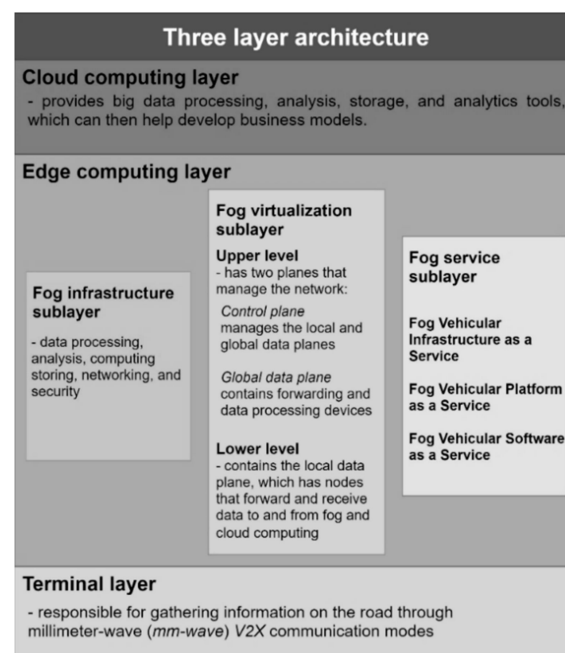 Three layer architecture
Cloud computing layer
- provides big data processing, analysis, storage, and analytics tools,
which can then help develop business models.
Edge computing layer
Fog infrastructure
sublayer
- data processing,
analysis, computing
storing, networking, and
security
Fog virtualization
sublayer
Upper level
- has two planes that
manage the network:
Control plane
manages the local and
global data planes
Global data plane
contains forwarding and
data processing devices
Lower level
- contains the local data
plane, which has nodes
that forward and receive
data to and from fog and
cloud computing
Fog service
sublayer
Fog Vehicular
Infrastructure as a
Service
Fog Vehicular Platform
as a Service
Fog Vehicular Software
as a Service
Terminal layer
- responsible for gathering information on the road through
millimeter-wave (mm-wave) V2X communication modes